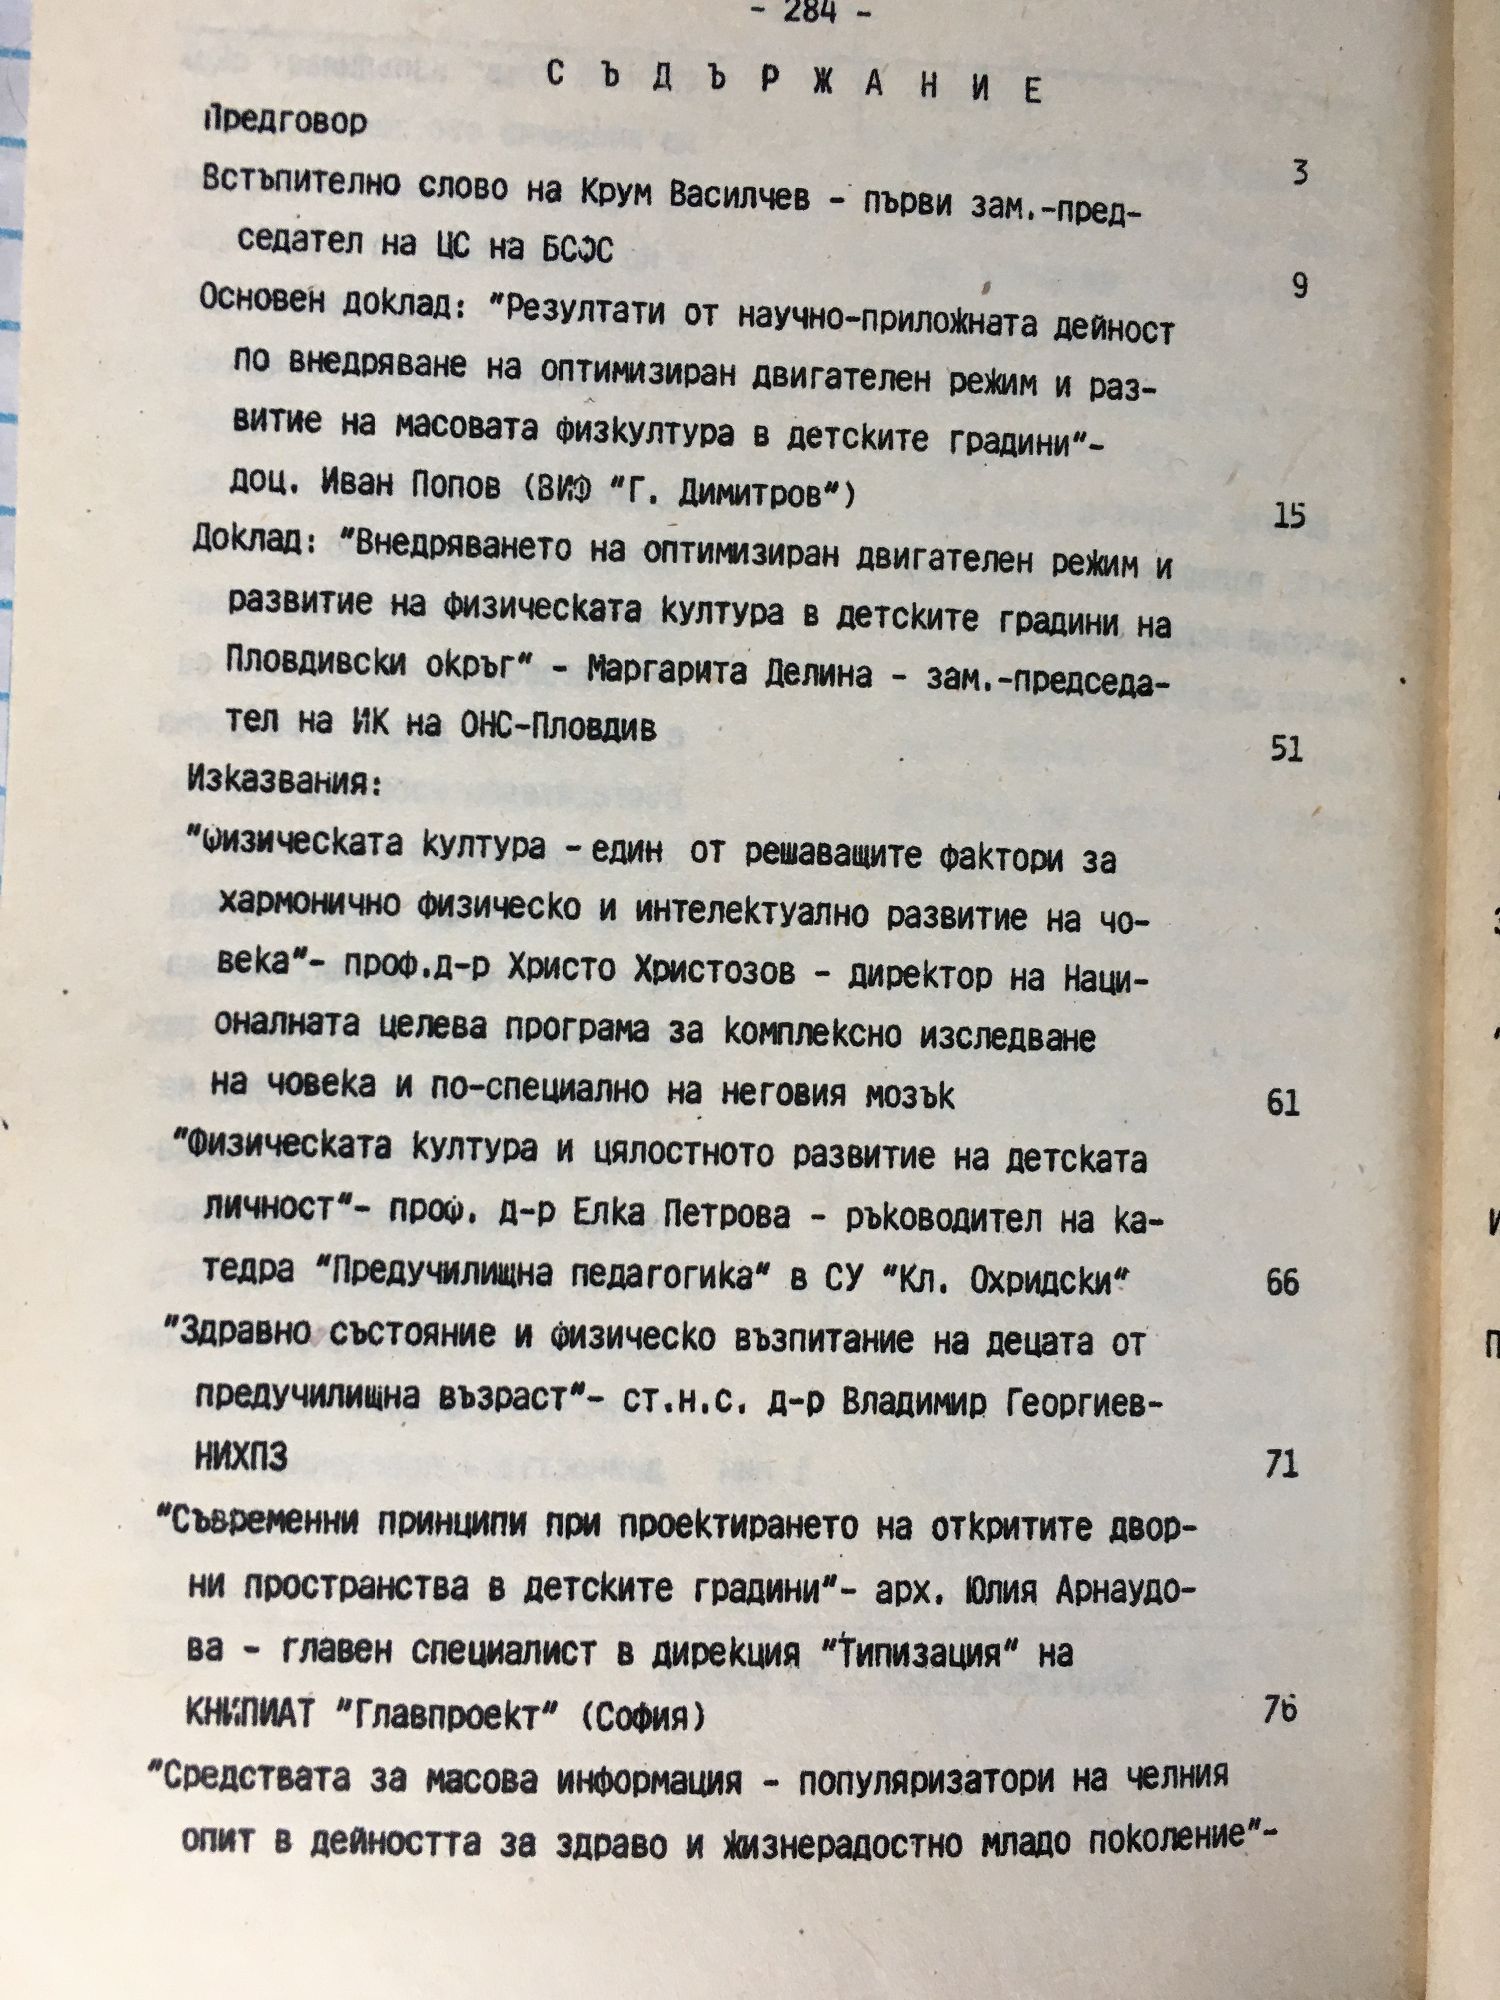 - 284 -
С Ъ Д Ъ Р Ж А Н И Е
Предговор 3
Встъпително слово на Крум Василчев - първи зам.-пред-
седател на ЦС на БСФС 9
Основен доклад: "Резултати от научно-приложната дейност
по внедряване на оптимизиран двигателен режим и раз-
витие на масовата физкултура в детските градини"-
доц. Иван Попов (ВИФ "Г. Димитров") 15
Доклад: "Внедряването на оптимизиран двигателен режим и
развитие на физическата култура в детските градини на
Пловдивски окръг" - Маргарита Делина - зам.-председа-
тел на ИК на ОНС-Пловдив 51
Изказвания:
"Физическата култура - един от решаващите фактори за
хармонично физическо и интелектуално развитие на чо-
века"- проф.д-р Христо Христозов - директор на Наци-
оналната целева програма за комплексно изследване
на човека и по-специално на неговия мозък 61
"Физическата култура и цялостното развитие на детската
личност"- проф. д-р Елка Петрова - ръководител на ка-
тедра "Предучилищна педагогика" в СУ "Кл. Охридски" 66
"Здравно състояние и физическо възпитание на децата от
предучилищна възраст"- ст.н.с. д-р Владимир Георгиев-
НИХПЗ 71
"Съвременни принципи при проектирането на откритите двор-
ни пространства в детските градини"- арх. Юлия Арнаудо-
ва - главен специалист в дирекция "Типизация" на
КНИПИАТ "Главпроект" (София) 76
"Средствата за масова информация - популяризатори на челния
опит в дейността за здраво и жизнерадостно младо поколение"-